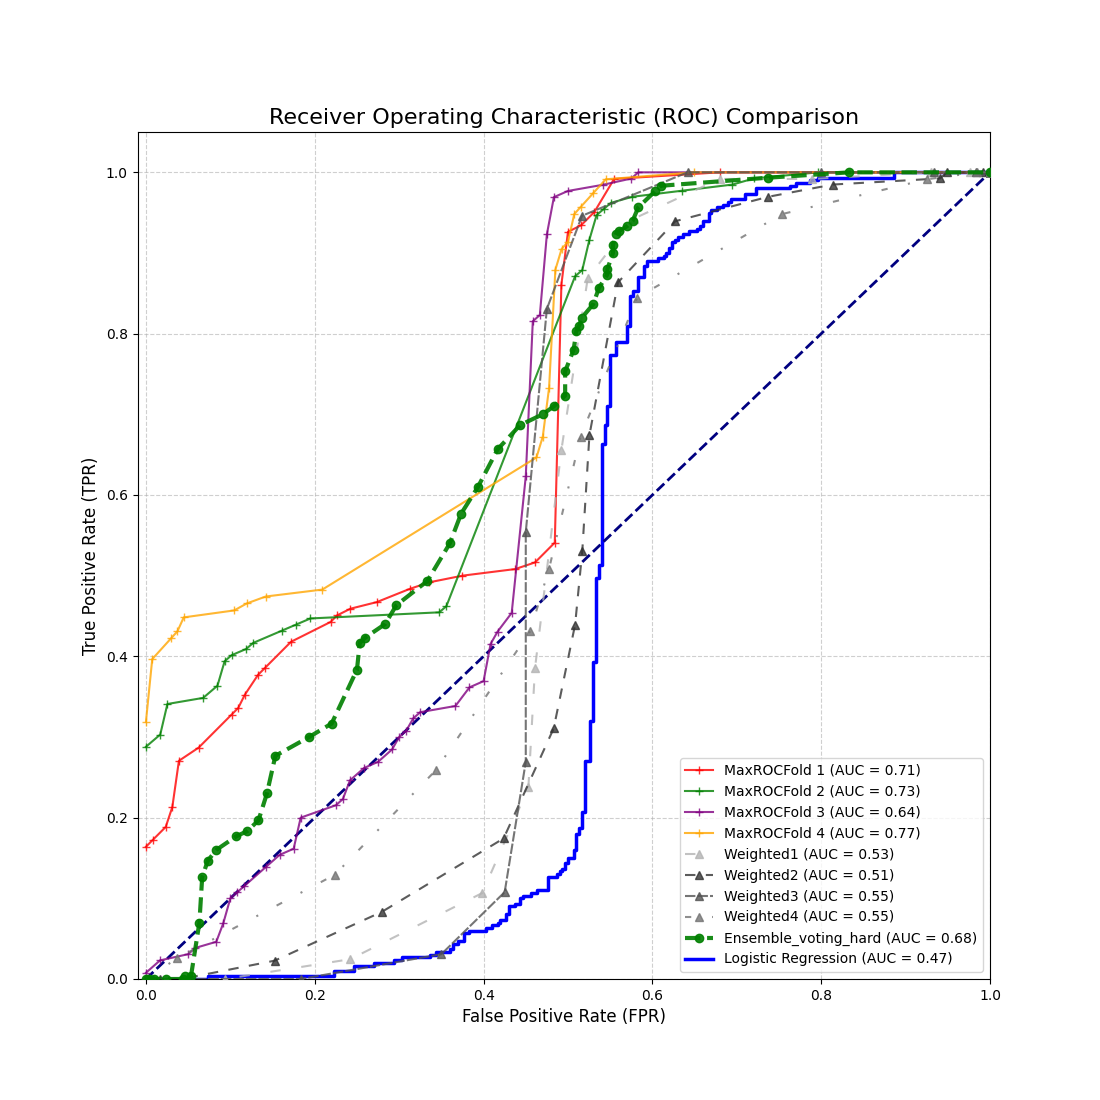 Receiver Operating Characteristic (ROC) Comparison
True Positive Rate (TPR)
1.0
0.8
0.6
0.4
0.2
0.0
MaxROCFold 1 (AUC = 0.71)
MaxROCFold 2 (AUC = 0.73)
MaxROCFold 3 (AUC = 0.64)
MaxROCFold 4 (AUC = 0.77)
Weighted1 (AUC = 0.53)
Weighted2 (AUC = 0.51)
Weighted3 (AUC = 0.55)
Weighted4 (AUC = 0.55)
Ensemble_voting_hard (AUC = 0.68)
Logistic Regression (AUC = 0.47)
0.0 0.2 0.4 0.6 0.8 1.0
False Positive Rate (FPR)